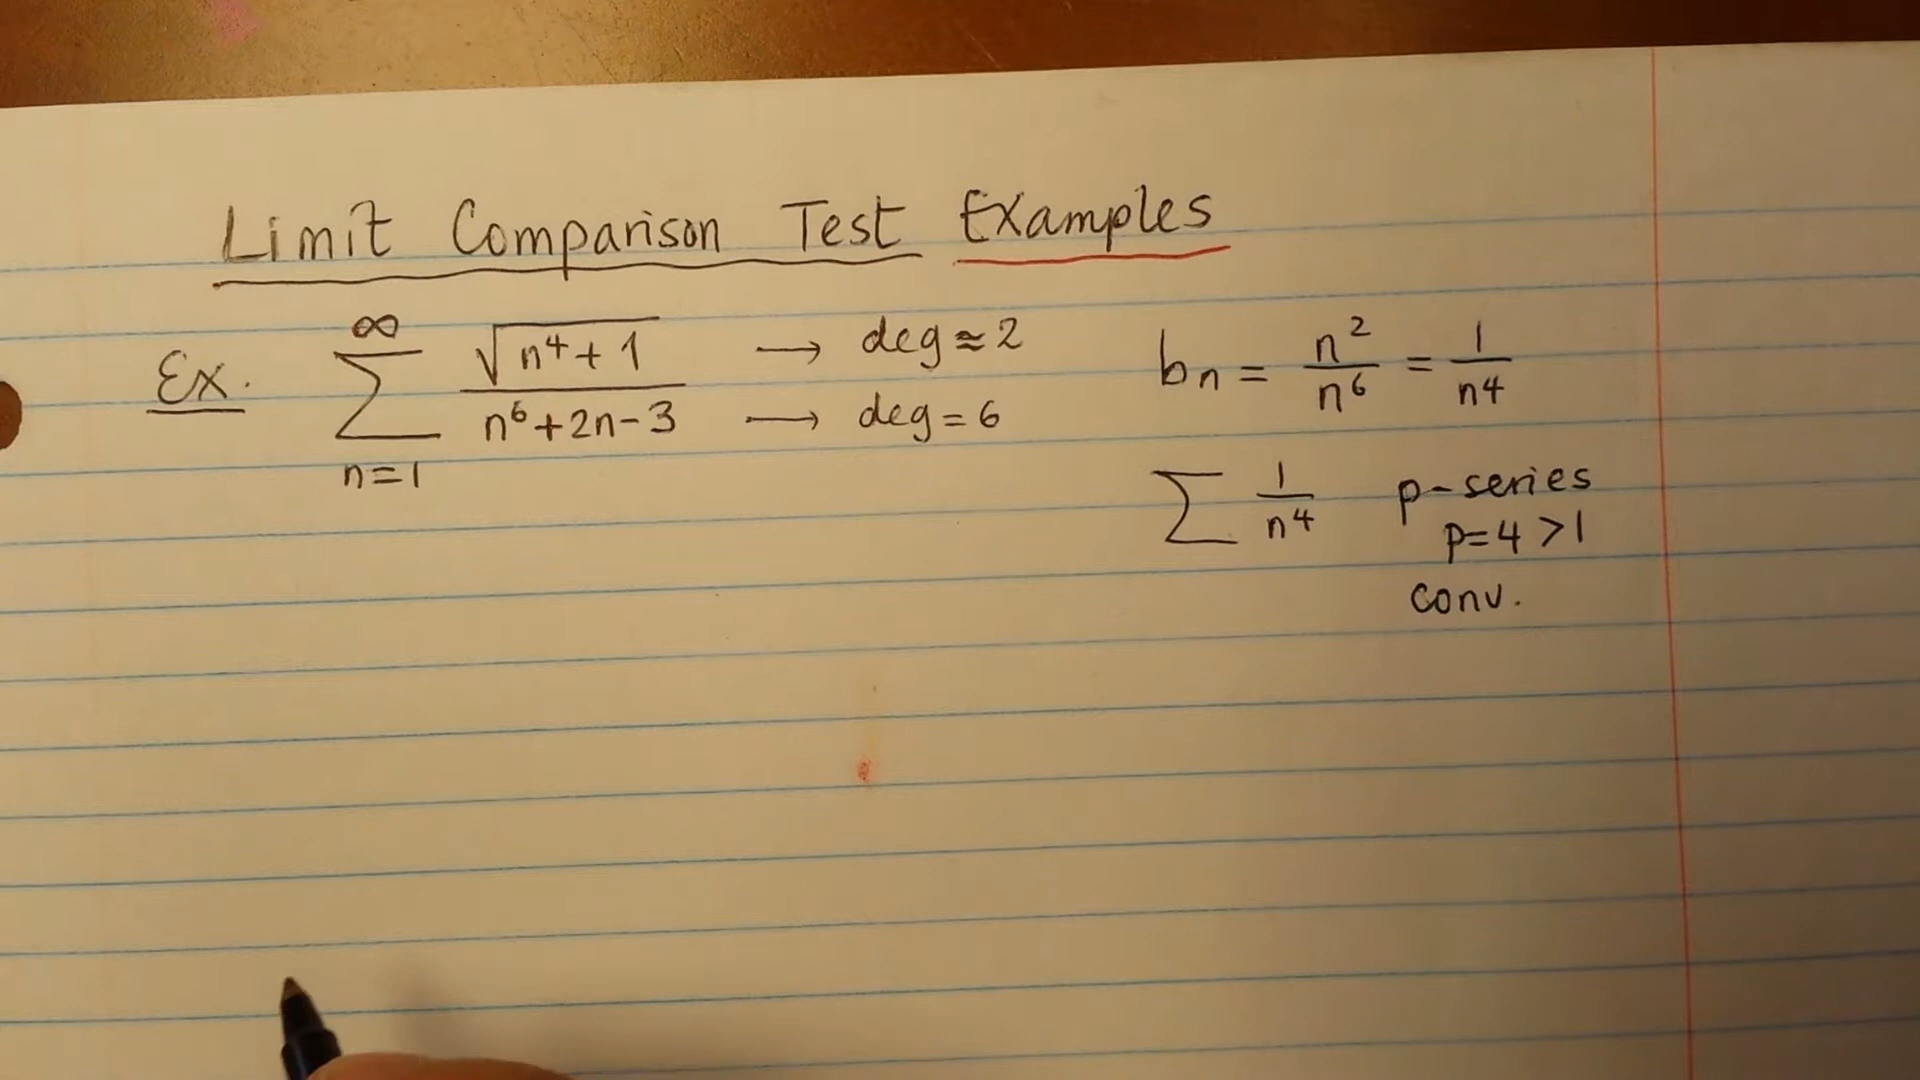 Limit Comparison Test Examples
Ex. ∞∑n=1 √(n⁴+1) / (n⁶+2n-3)
→ deg ≈ 2
→ deg = 6
bn = n²/n⁶ = 1/n⁴
∑ 1/n⁴ p-series
p=4 >1
conv.